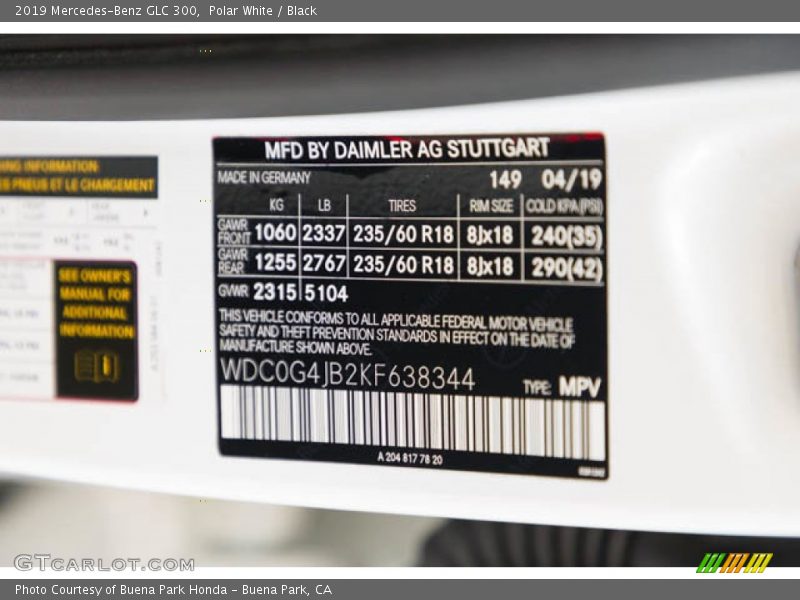 2019 Mercedes-Benz GLC 300,  Polar White / Black
MFD BY DAIMLER AG STUTTGART
MADE IN GERMANY 149 04/19
KG LB TIRES RIM SIZE COLD KPA(PSI)
GAWR FRONT 1060 2337 235/60 R18 8Jx18 240(35)
GAWR REAR 1255 2767 235/60 R18 8Jx18 290(42)
GVWR 2315 5104
THIS VEHICLE CONFORMS TO ALL APPLICABLE FEDERAL MOTOR VEHICLE
SAFETY AND THEFT PREVENTION STANDARDS IN EFFECT ON THE DATE OF
MANUFACTURE SHOWN ABOVE.
WDC0G4JB2KF638344 TYPE: MPV
A 204 817 78 20
INFORMATION
PNEUS ET LE CHARGEMENT
SEE OWNER'S
MANUAL FOR
ADDITIONAL
INFORMATION
GTCARLOT.COM
Photo Courtesy of Buena Park Honda - Buena Park, CA